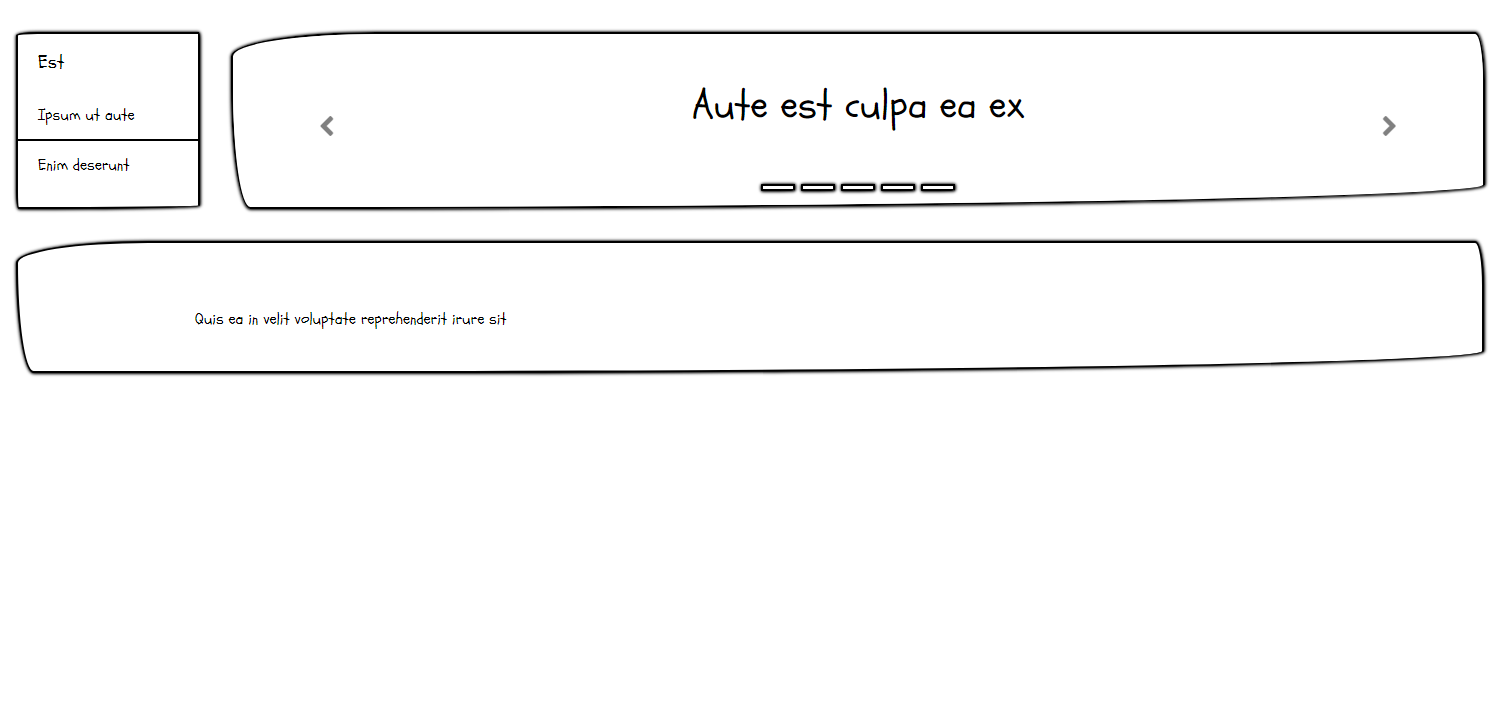 Est
Ipsum ut aute
Enim deserunt
Aute est culpa ea ex
Quis ea in velit voluptate reprehenderit irure sit